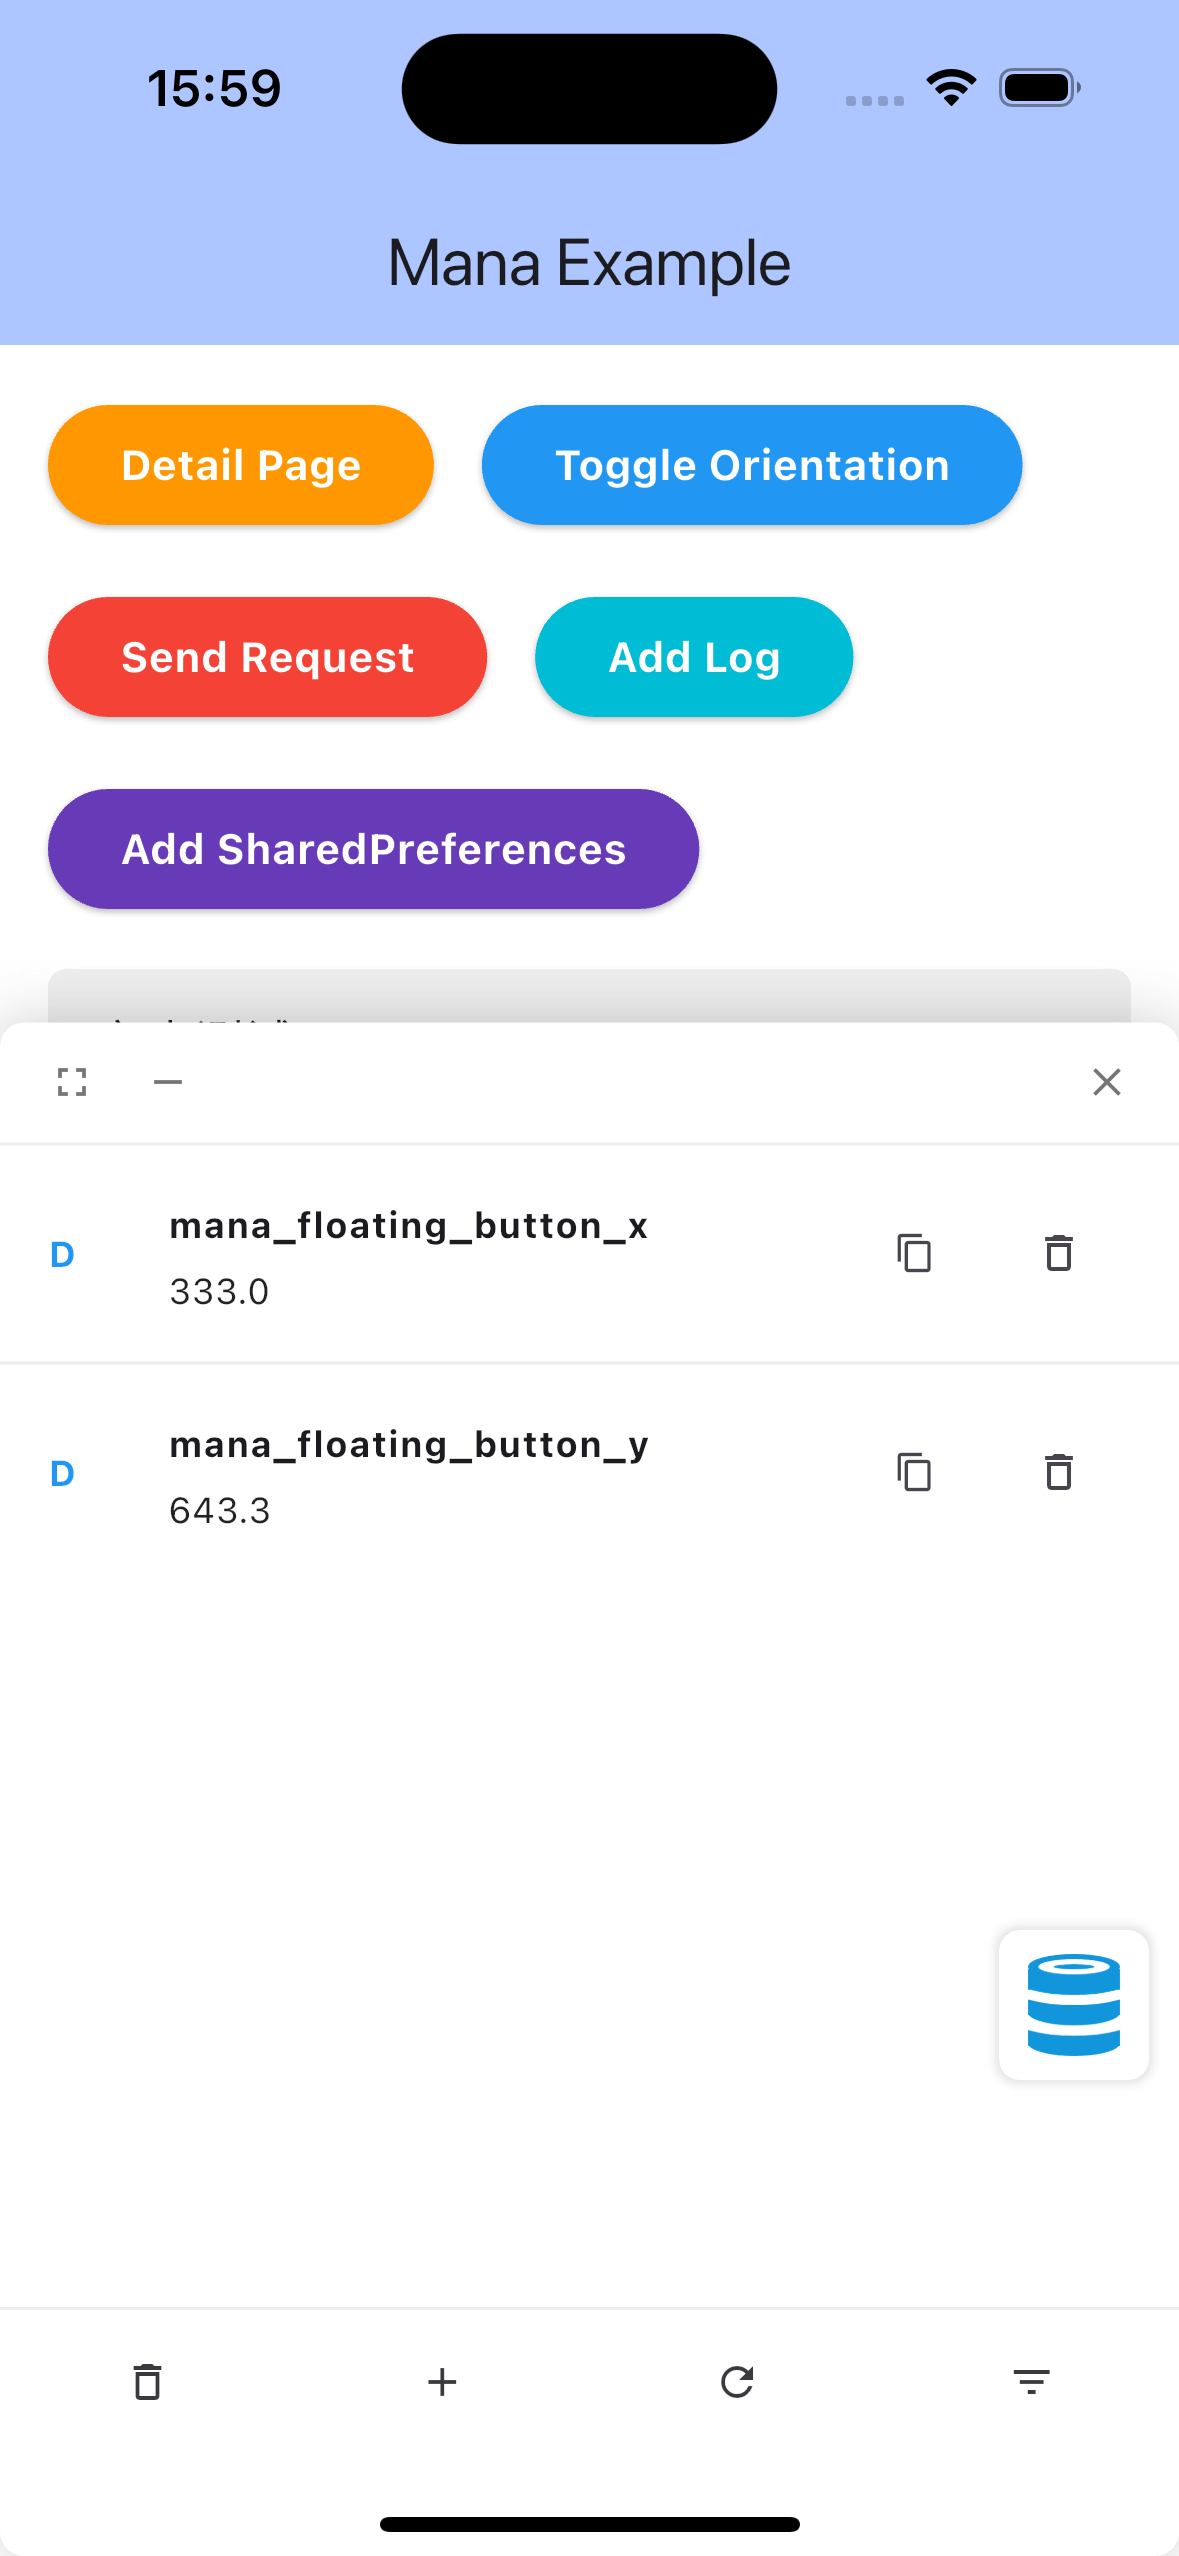 15:59
Mana Example
Detail Page
Toggle Orientation
Send Request
Add Log
Add SharedPreferences
D
mana_floating_button_x
333.0
D
mana_floating_button_y
643.3